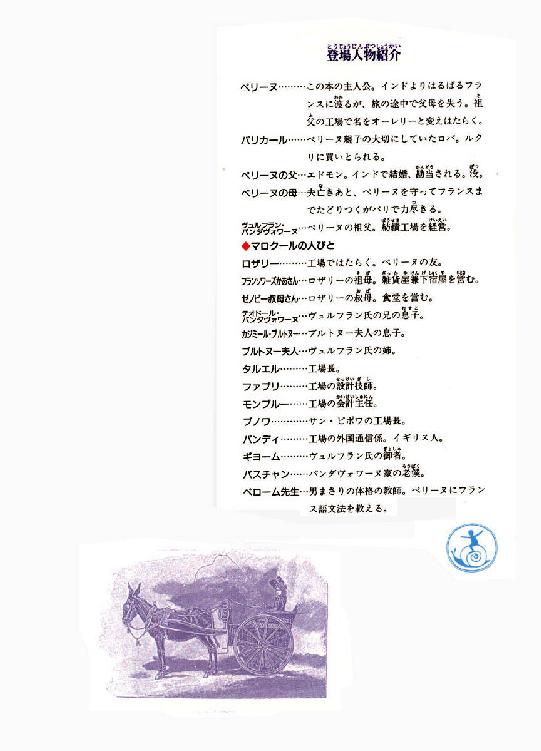 登場人物紹介
ペリーヌ………この本の主人公。インドよりはるばるフラ
ンスに渡るが、旅の途中で父母を失う。祖
父の工場で名をオーレリーと変えはたらく。
パリカール……ペリーヌ親子の大切にしていたロバ。ルク
リに買いとられる。
ペリーヌの父…エドモン。インドで結婚、勘当される。没。
ペリーヌの母…夫亡きあと、ペリーヌを守ってフランスま
でたどりつくがパリで力尽きる。
ヴュルフラン・
パンダヴォワーヌ…ペリーヌの祖父。紡績工場を経営。
◆マロクールの人びと
ロザリー………工場ではたらく。ペリーヌの友。
フランソワーズかあさん…ロザリーの祖母。雑貨屋兼下宿屋を営む。
ゼノビー叔母さん…ロザリーの叔母。食堂を営む。
テオドール・
パンダヴォワーヌ…ヴュルフラン氏の兄の息子。
カジミール・ブルトヌー…ブルトヌー夫人の息子。
ブルトヌー夫人…ヴュルフラン氏の姉。
タルエル………工場長。
ファブリ………工場の設計技師。
モンブルー……工場の会計主任。
ブノワ…………サン・ピポワの工場長。
バンディ………工場の外国通信係。イギリス人。
ギヨーム………ヴュルフラン氏の御者。
バスチャン……パンダヴォワーヌ家の老僕。
ベローム先生…男まさりの体格の教師。ペリーヌにフラン
ス語文法を教える。